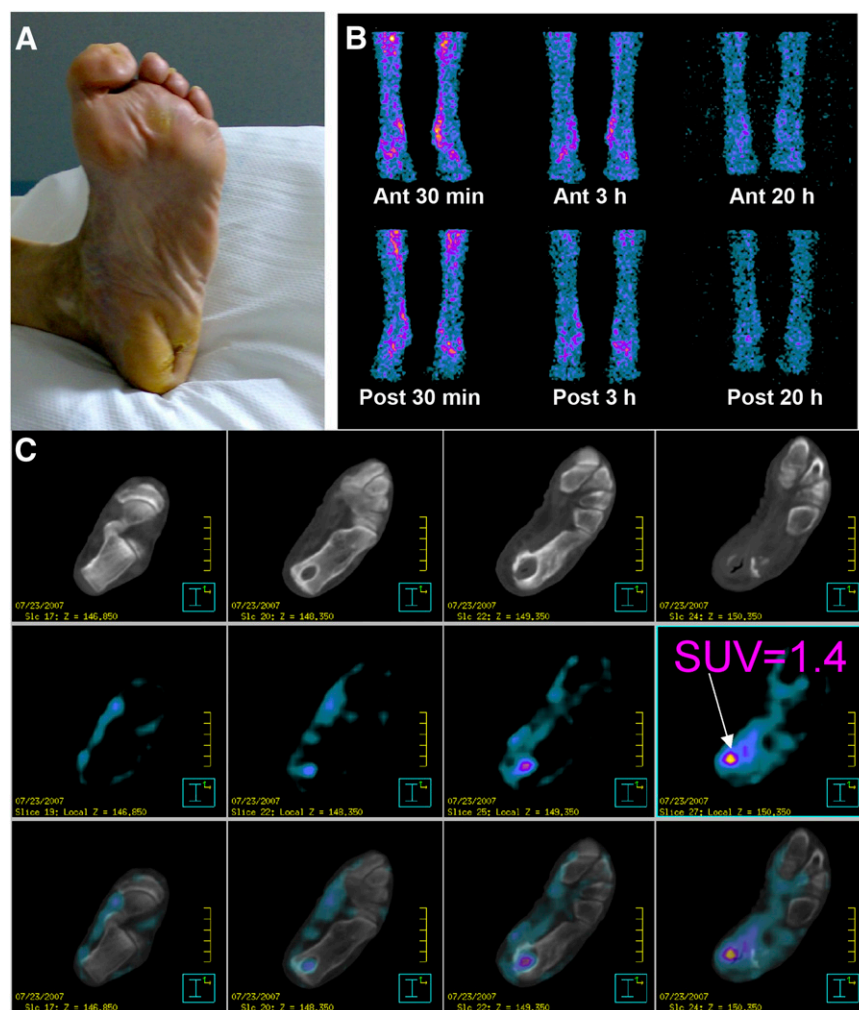 A
B
Ant 30 min Ant 3 h Ant 20 h
Post 30 min Post 3 h Post 20 h
C
07/23/2007 07/23/2007 07/23/2007 07/23/2007
Slc 17; Z = 146.850 Slc 20; Z = 148.350 Slc 22; Z = 149.350 Slc 24; Z = 150.350
SUV=1.4
07/23/2007 07/23/2007 07/23/2007 07/23/2007
Slice 19; Local Z = 146.850 Slice 22; Local Z = 148.350 Slice 25; Local Z = 149.350 Slice 27; Local Z = 150.350
07/23/2007 07/23/2007 07/23/2007 07/23/2007
Slc 17; Z = 146.850 Slc 20; Z = 148.350 Slc 22; Z = 149.350 Slc 24; Z = 150.350